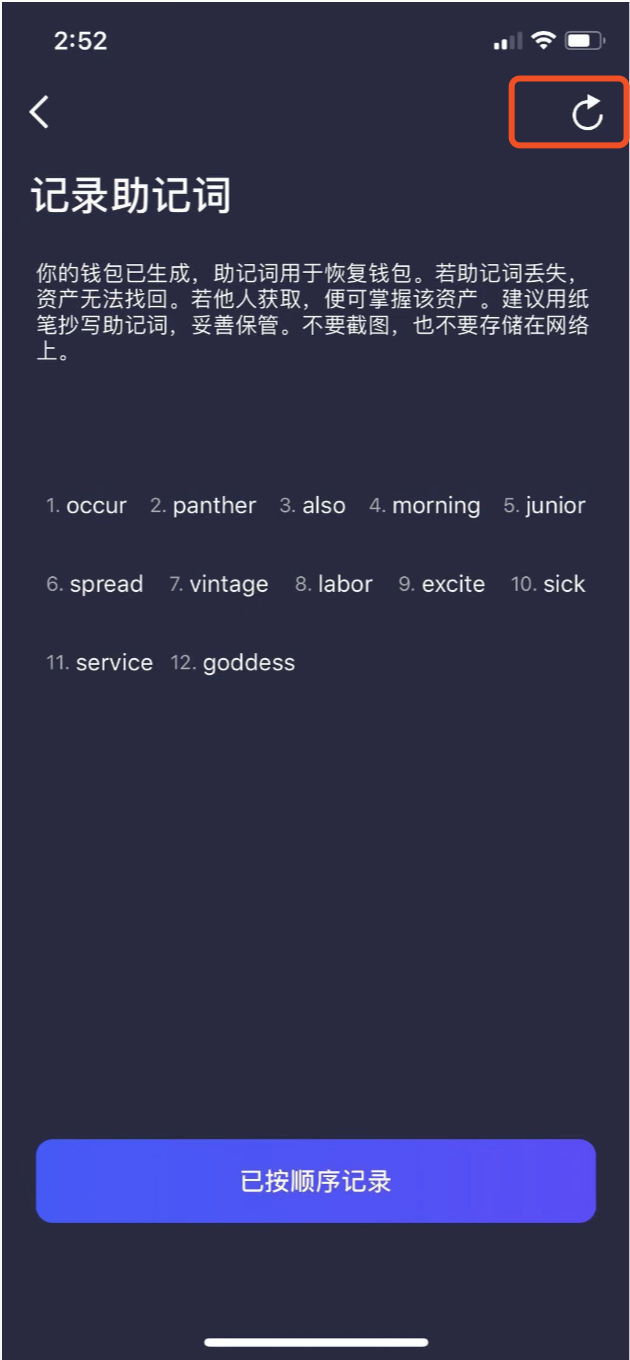 2:52
记录助记词
你的钱包已生成，助记词用于恢复钱包。若助记词丢失，
资产无法找回。若他人获取，便可掌握该资产。建议用纸
笔抄写助记词，妥善保管。不要截图，也不要存储在网络
上。
1. occur 2. panther 3. also 4. morning 5. junior
6. spread 7. vintage 8. labor 9. excite 10. sick
11. service 12. goddess
已按顺序记录